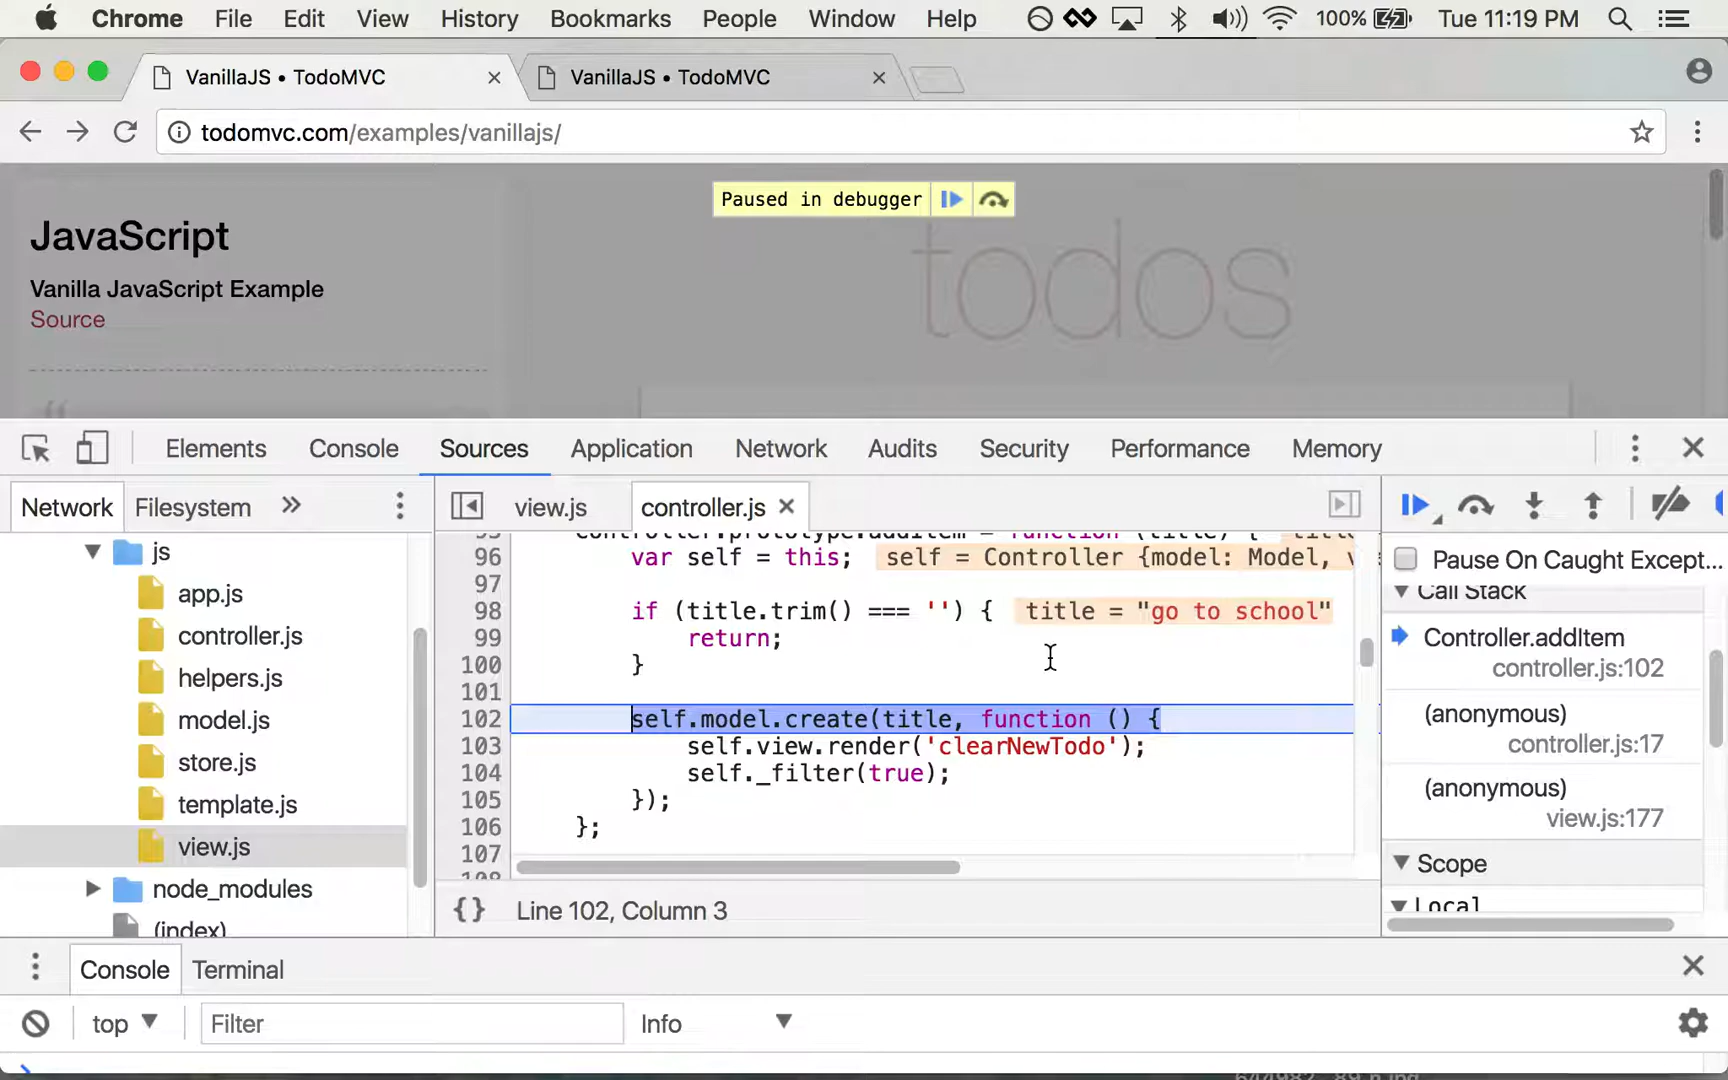 Chrome File Edit View History Bookmarks People Window Help 100% Tue 11:19 PM
VanillaJS • TodoMVC VanillaJS • TodoMVC
todomvc.com/examples/vanillajs/
Paused in debugger
JavaScript
Vanilla JavaScript Example
Source
todos
Elements Console Sources Application Network Audits Security Performance Memory
Network Filesystem » view.js controller.js
js
app.js
controller.js
helpers.js
model.js
store.js
template.js
view.js
node_modules
(index)
95 Controller.prototype.addItem = function (title) {
96 var self = this; self = Controller {model: Model,
97
98 if (title.trim() === '') { title = "go to school"
99 return;
100 }
101
102 self.model.create(title, function () {
103 self.view.render('clearNewTodo');
104 self._filter(true);
105 });
106 };
107
{} Line 102, Column 3
Pause On Caught Except...
Call Stack
Controller.addItem
controller.js:102
(anonymous)
controller.js:17
(anonymous)
view.js:177
Scope
Local
Console Terminal
top Filter Info